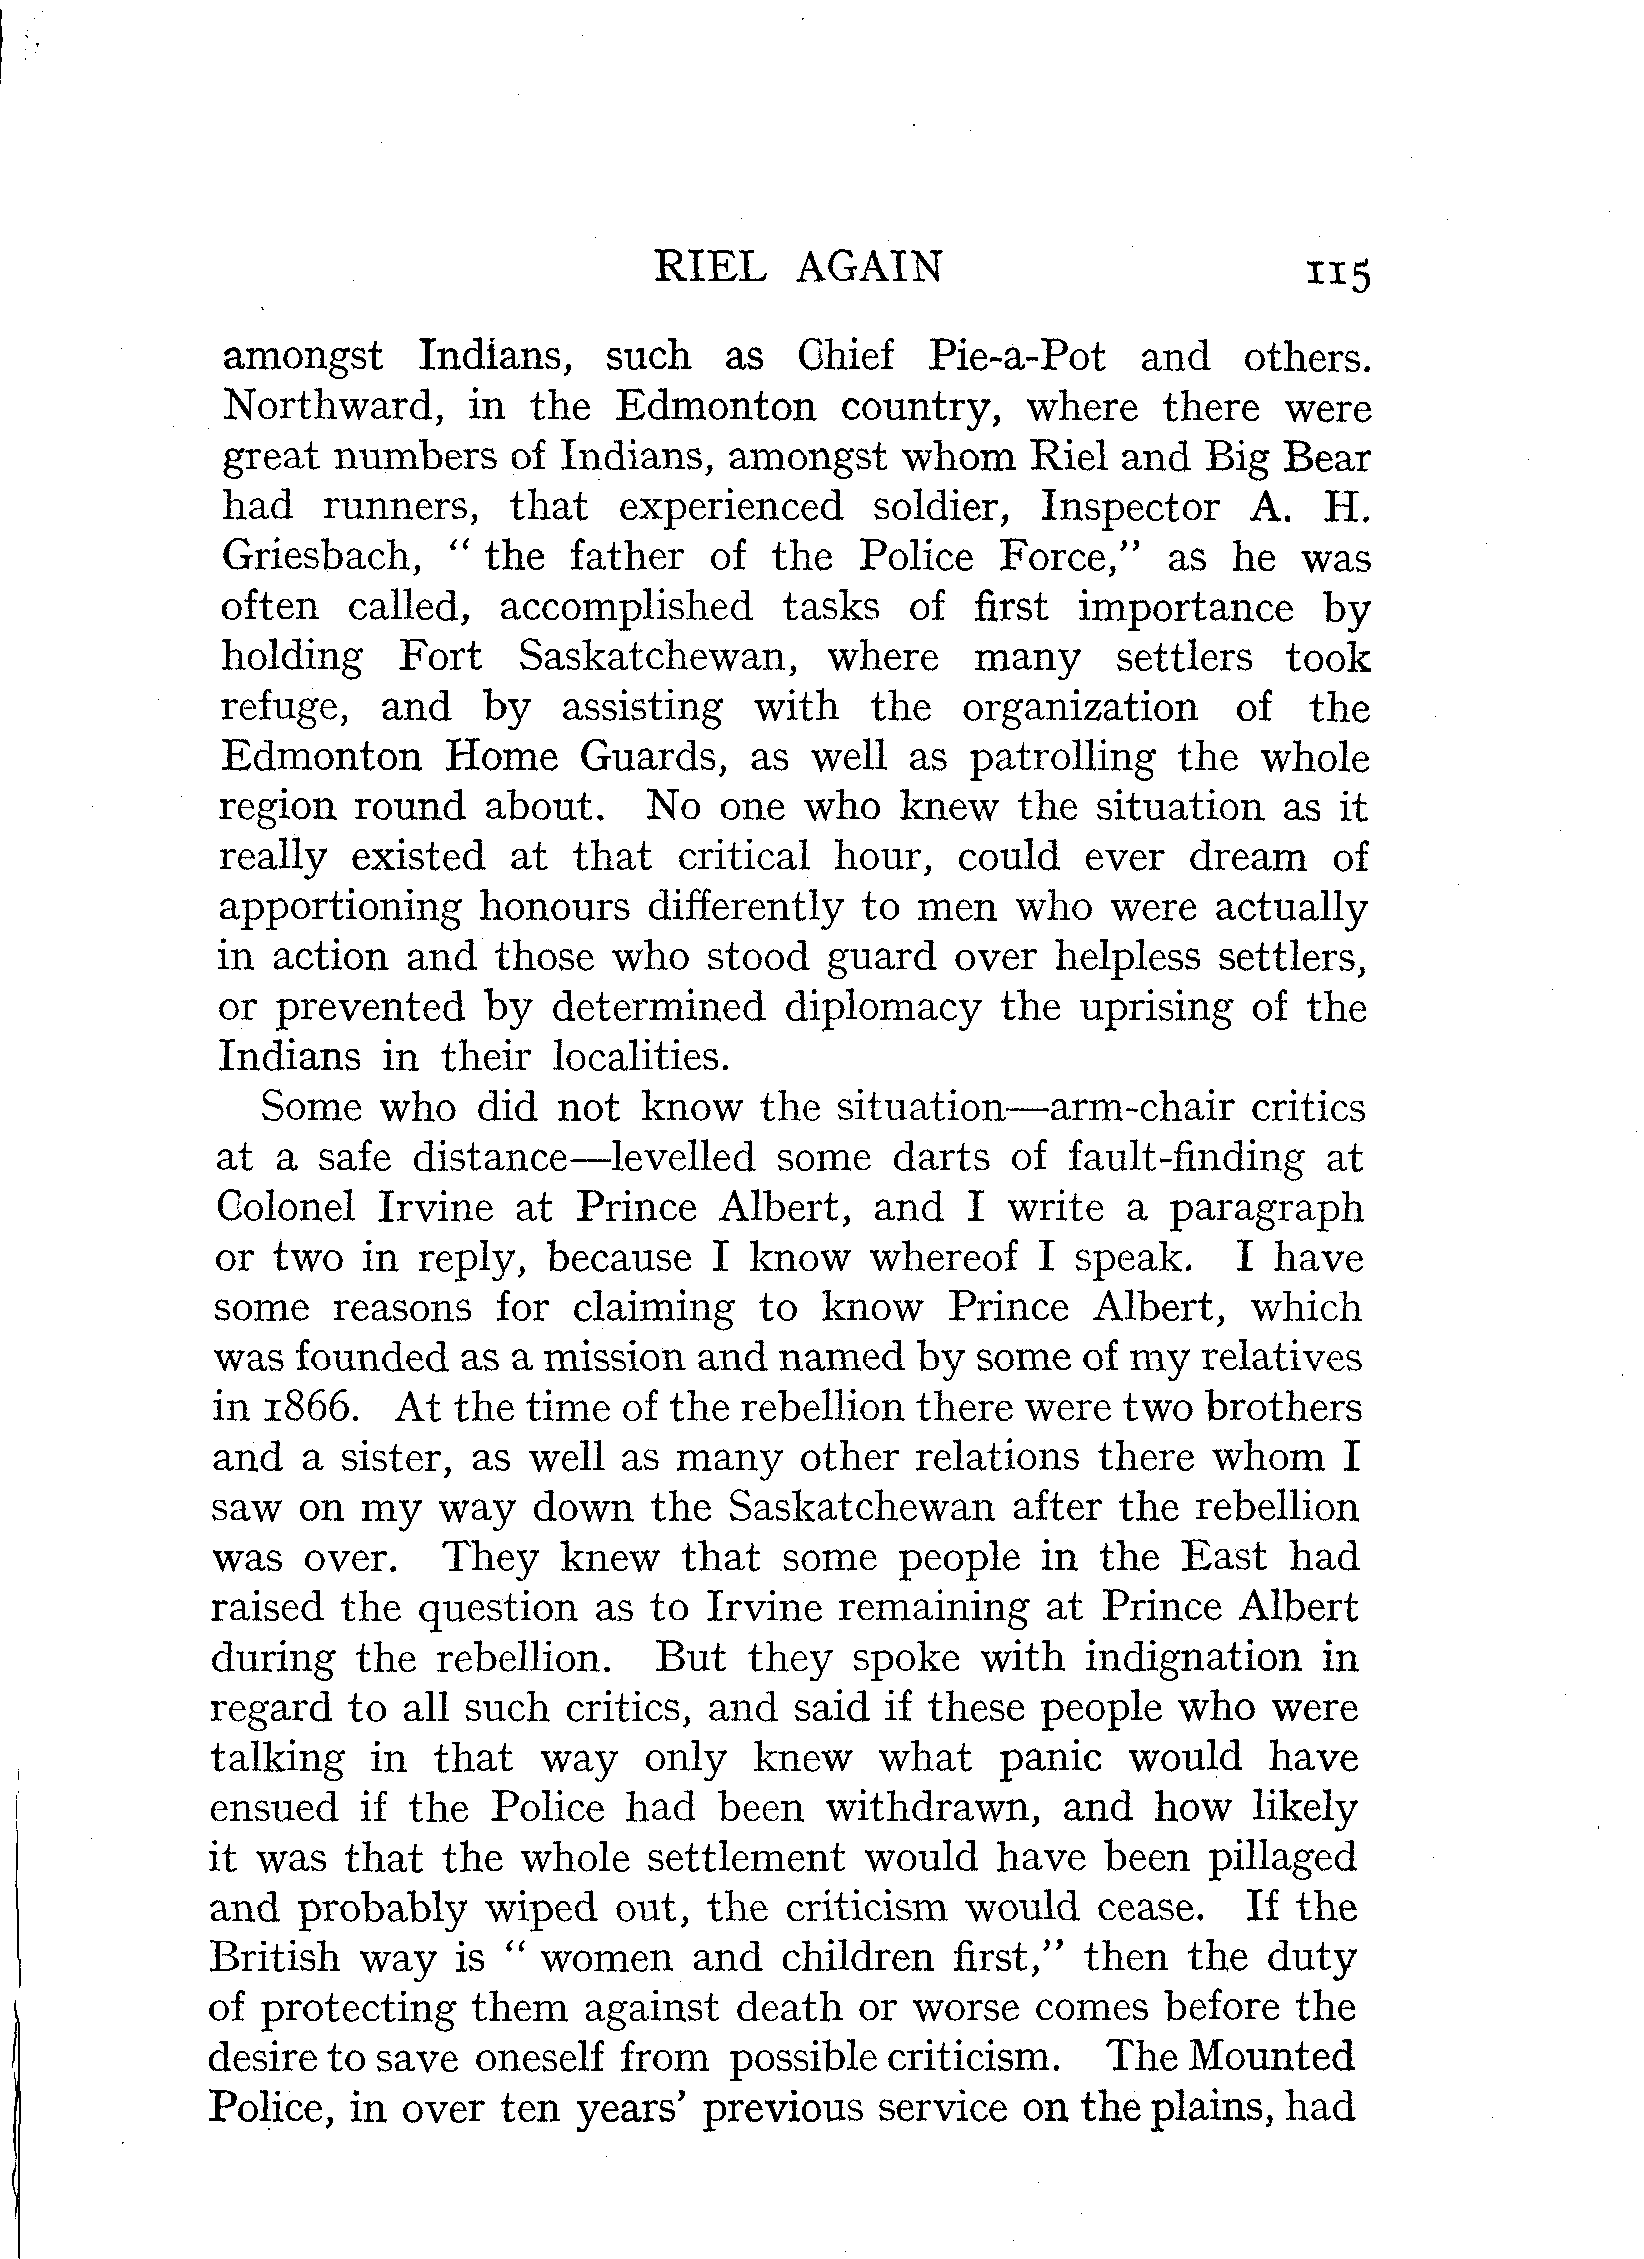 RIEL AGAIN 115
amongst Indians, such as Chief Pie-a-Pot and others.
Northward, in the Edmonton country, where there were
great numbers of Indians, amongst whom Riel and Big Bear
had runners, that experienced soldier, Inspector A. H.
Griesbach, “ the father of the Police Force,” as he was
often called, accomplished tasks of first importance by
holding Fort Saskatchewan, where many settlers took
refuge, and by assisting with the organization of the
Edmonton Home Guards, as well as patrolling the whole
region round about. No one who knew the situation as it
really existed at that critical hour, could ever dream of
apportioning honours differently to men who were actually
in action and those who stood guard over helpless settlers,
or prevented by determined diplomacy the uprising of the
Indians in their localities.
Some who did not know the situation—arm-chair critics
at a safe distance—levelled some darts of fault-finding at
Colonel Irvine at Prince Albert, and I write a paragraph
or two in reply, because I know whereof I speak. I have
some reasons for claiming to know Prince Albert, which
was founded as a mission and named by some of my relatives
in 1866. At the time of the rebellion there were two brothers
and a sister, as well as many other relations there whom I
saw on my way down the Saskatchewan after the rebellion
was over. They knew that some people in the East had
raised the question as to Irvine remaining at Prince Albert
during the rebellion. But they spoke with indignation in
regard to all such critics, and said if these people who were
talking in that way only knew what panic would have
ensued if the Police had been withdrawn, and how likely
it was that the whole settlement would have been pillaged
and probably wiped out, the criticism would cease. If the
British way is “ women and children first,” then the duty
of protecting them against death or worse comes before the
desire to save oneself from possible criticism. The Mounted
Police, in over ten years’ previous service on the plains, had